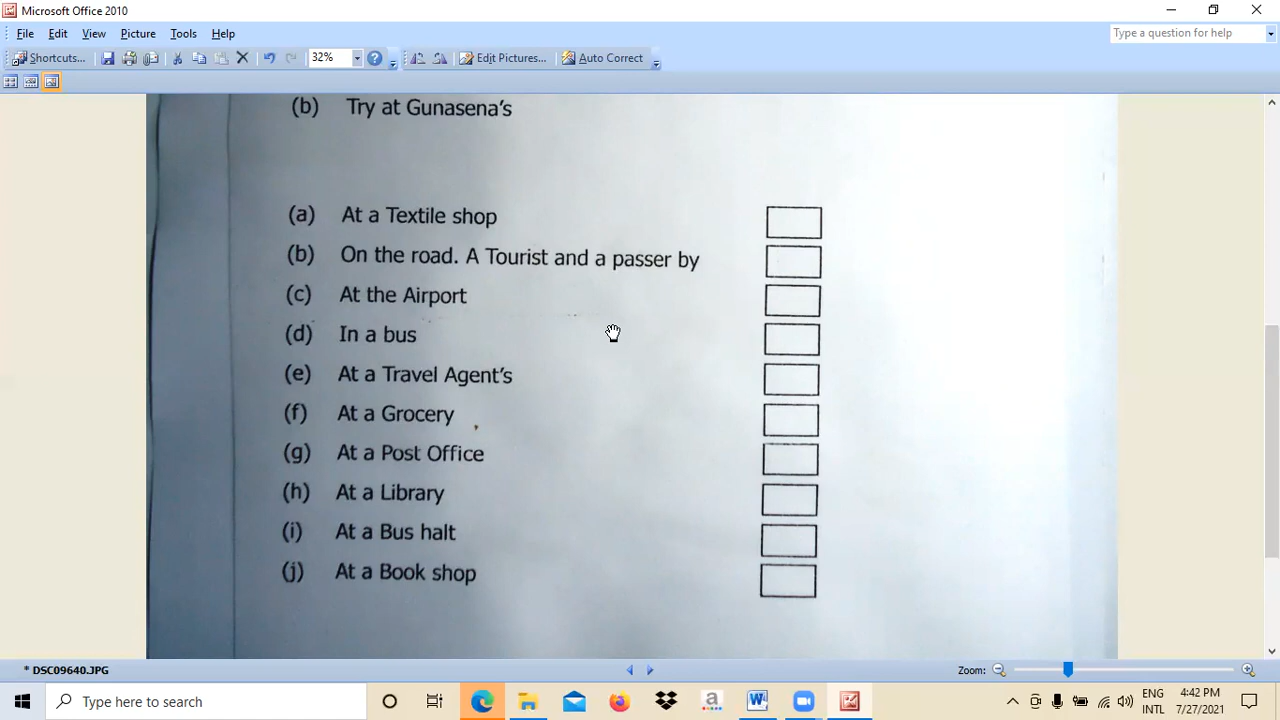 Microsoft Office 2010
File Edit View Picture Tools Help
Type a question for help
Shortcuts... 32% Edit Pictures... Auto Correct
(b) Try at Gunasena's
(a) At a Textile shop
(b) On the road. A Tourist and a passer by
(c) At the Airport
(d) In a bus
(e) At a Travel Agent's
(f) At a Grocery
(g) At a Post Office
(h) At a Library
(i) At a Bus halt
(j) At a Book shop
* DSC09640.JPG
Zoom:
Type here to search
ENG
INTL
4:42 PM
7/27/2021